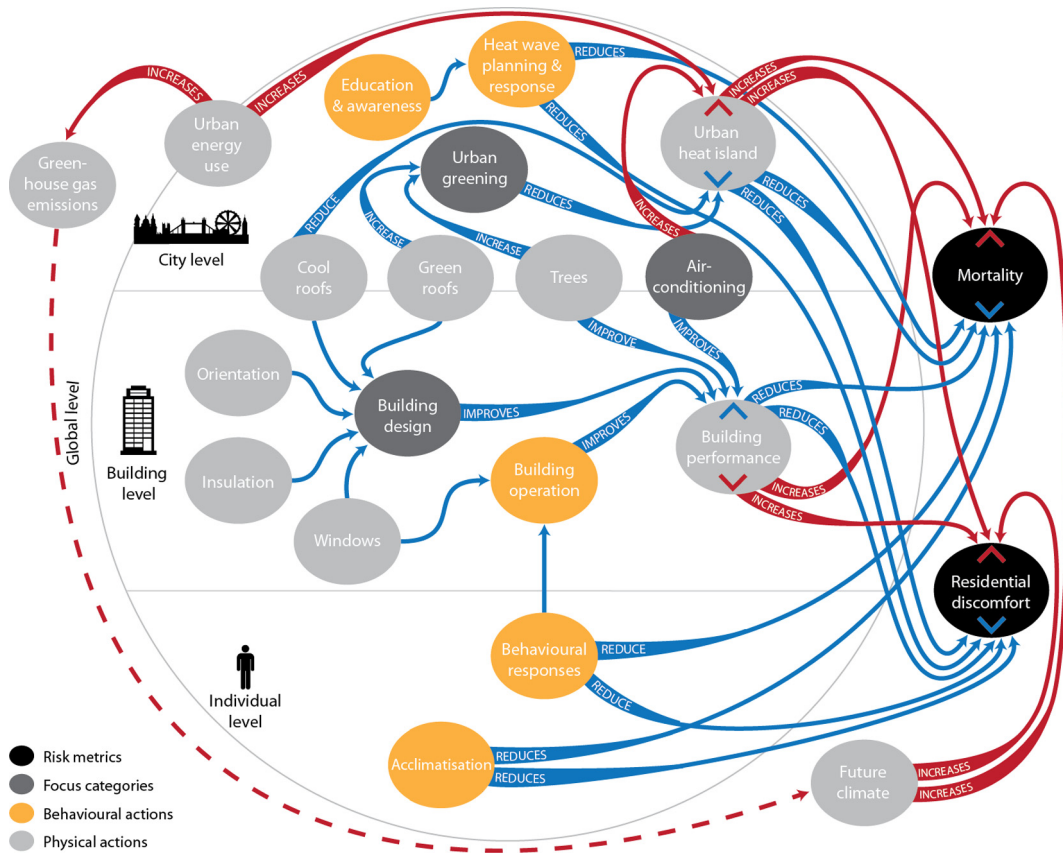 Heat wave
planning &
response
REDUCES
REDUCES
Education
& awareness
INCREASES
INCREASES
Urban
energy
use
Green-
house gas
emissions
Urban
greening
REDUCES
Urban
heat island
INCREASES
INCREASES
REDUCES
REDUCES
City level
REDUCE
Cool
roofs
INCREASE
Green
roofs
INCREASE
Trees
INCREASES
Air-
conditioning
Mortality
IMPROVE
IMPROVES
Global level
Orientation
Building
design
IMPROVES
Building
level
Insulation
Windows
IMPROVES
Building
operation
Building
performance
REDUCES
REDUCES
INCREASES
INCREASES
Residential
discomfort
Individual
level
Behavioural
responses
REDUCE
REDUCE
Acclimatisation
REDUCES
REDUCES
Future
climate
INCREASES
INCREASES
Risk metrics
Focus categories
Behavioural actions
Physical actions